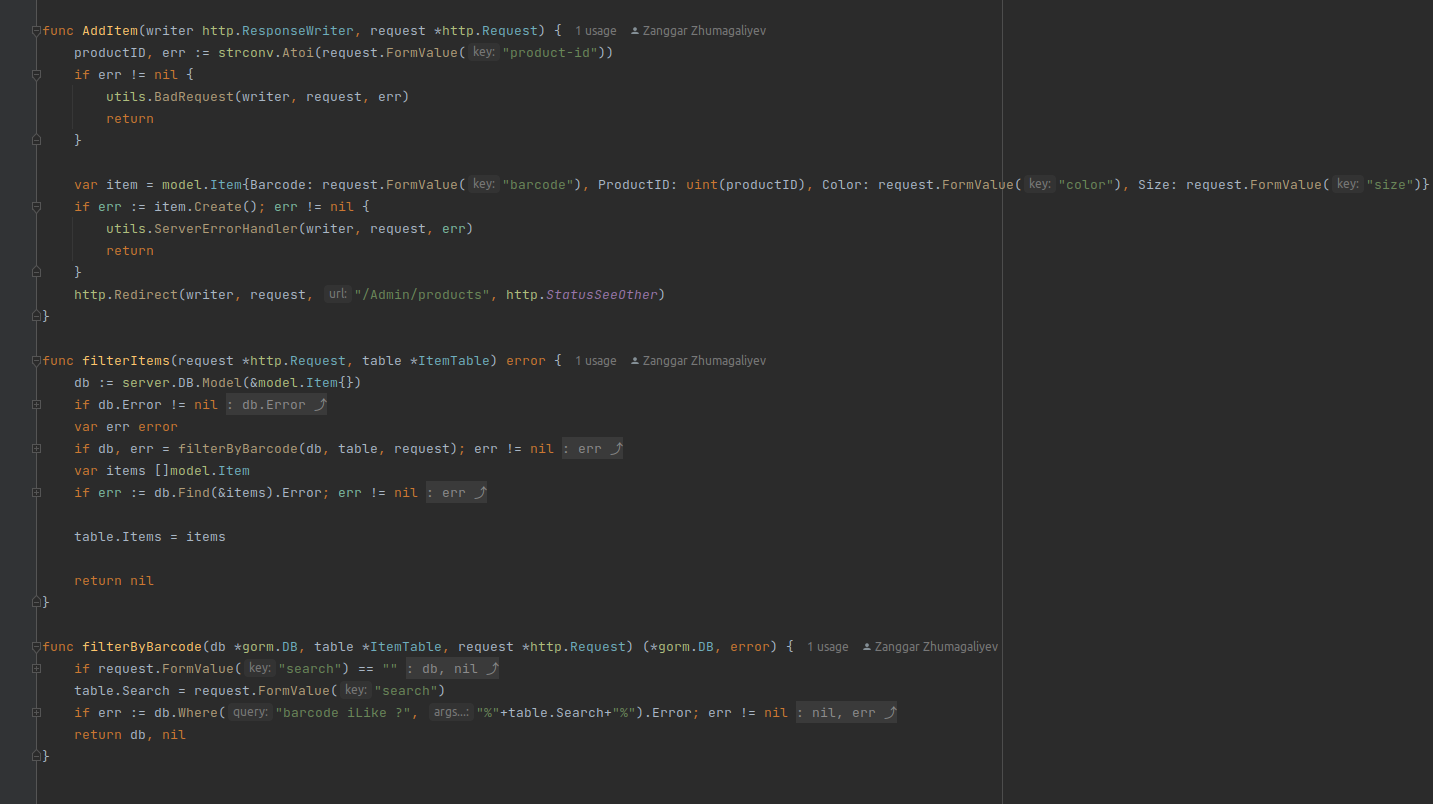 func AddItem(writer http.ResponseWriter, request *http.Request) { 1 usage Zanggar Zhumagaliyev
productID, err := strconv.Atoi(request.FormValue( key: "product-id"))
if err != nil {
utils.BadRequest(writer, request, err)
return
}
var item = model.Item{Barcode: request.FormValue( key: "barcode"), ProductID: uint(productID), Color: request.FormValue( key: "color"), Size: request.FormValue( key: "size")}
if err := item.Create(); err != nil {
utils.ServerErrorHandler(writer, request, err)
return
}
http.Redirect(writer, request, url: "/Admin/products", http.StatusSeeOther)
}
func filterItems(request *http.Request, table *ItemTable) error { 1 usage Zanggar Zhumagaliyev
db := server.DB.Model(&model.Item{})
if db.Error != nil : db.Error ⤴
var err error
if db, err = filterByBarcode(db, table, request); err != nil : err ⤴
var items []model.Item
if err := db.Find(&items).Error; err != nil : err ⤴
table.Items = items
return nil
}
func filterByBarcode(db *gorm.DB, table *ItemTable, request *http.Request) (*gorm.DB, error) { 1 usage Zanggar Zhumagaliyev
if request.FormValue( key: "search") == "" : db, nil ⤴
table.Search = request.FormValue( key: "search")
if err := db.Where( query: "barcode iLike ?", args...: "%"+table.Search+"%").Error; err != nil : nil, err ⤴
return db, nil
}